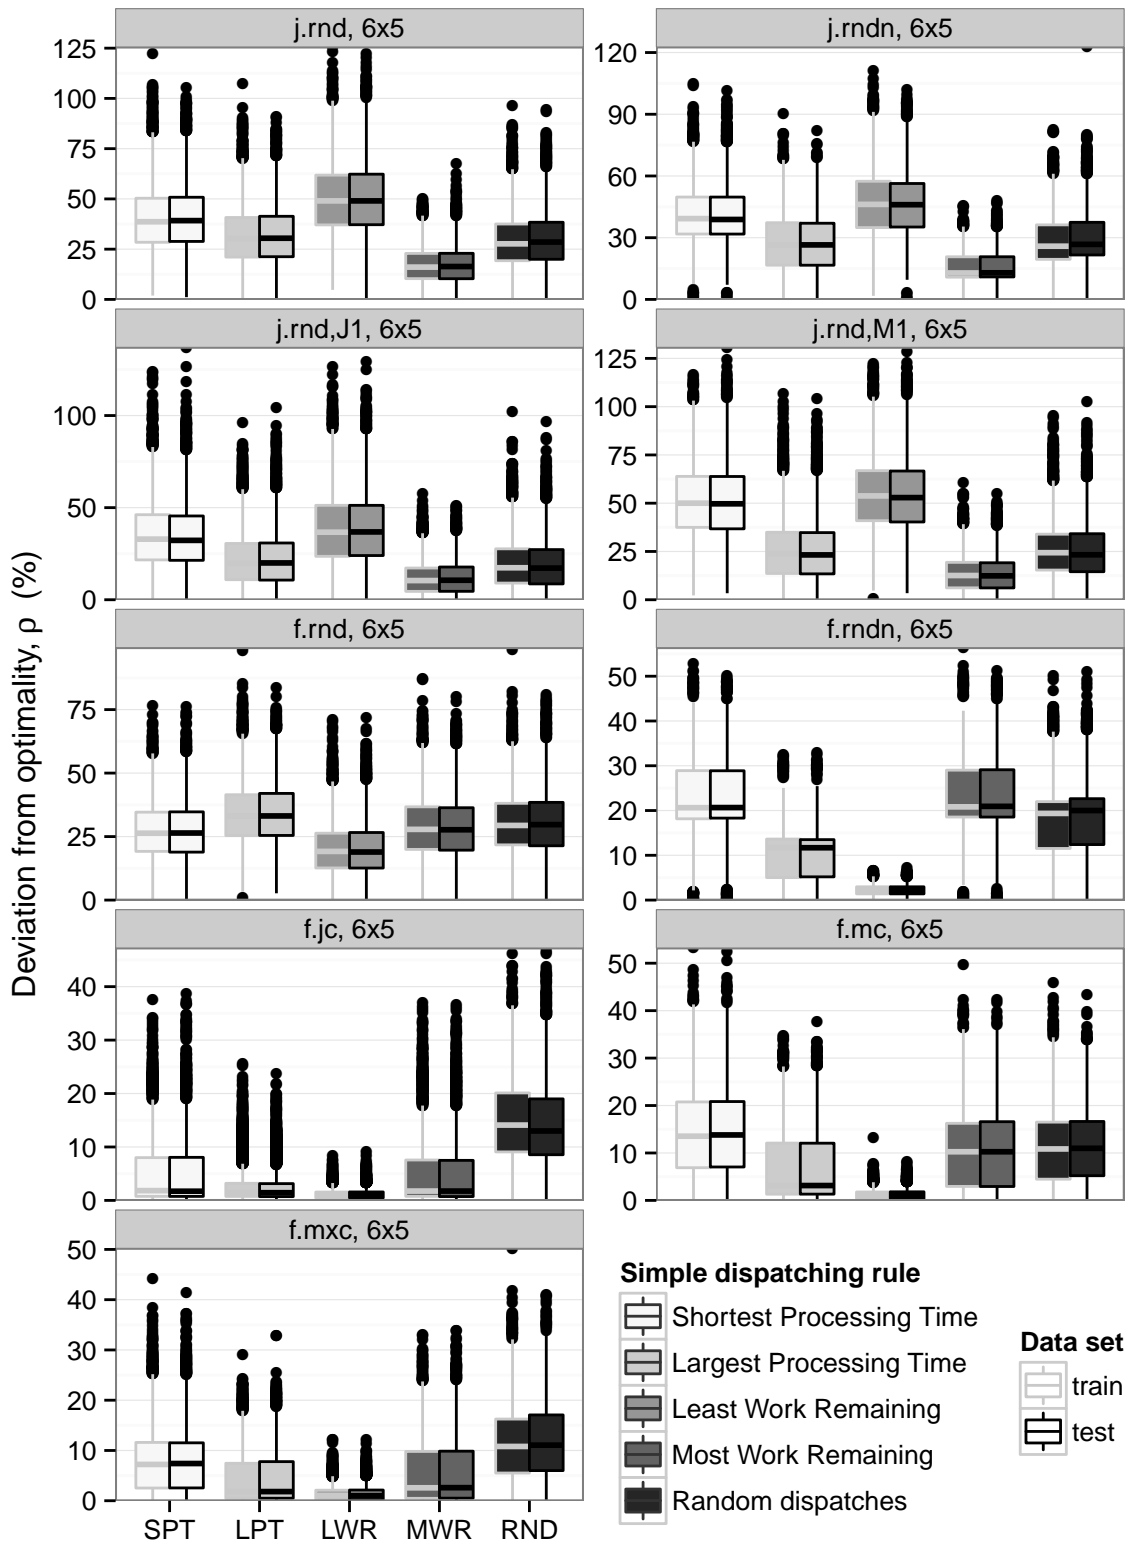 j.rnd, 6x5
125
100
75
50
25
0
j.rndn, 6x5
120
90
60
30
0
j.rnd,J1, 6x5
100
50
0
j.rnd,M1, 6x5
125
100
75
50
25
0
f.rnd, 6x5
75
50
25
0
f.rndn, 6x5
50
40
30
20
10
0
f.jc, 6x5
40
30
20
10
0
f.mc, 6x5
50
40
30
20
10
0
f.mxc, 6x5
50
40
30
20
10
0
SPT LPT LWR MWR RND
Deviation from optimality, ρ (%)
Simple dispatching rule
Shortest Processing Time
Largest Processing Time
Least Work Remaining
Most Work Remaining
Random dispatches
Data set
train
test